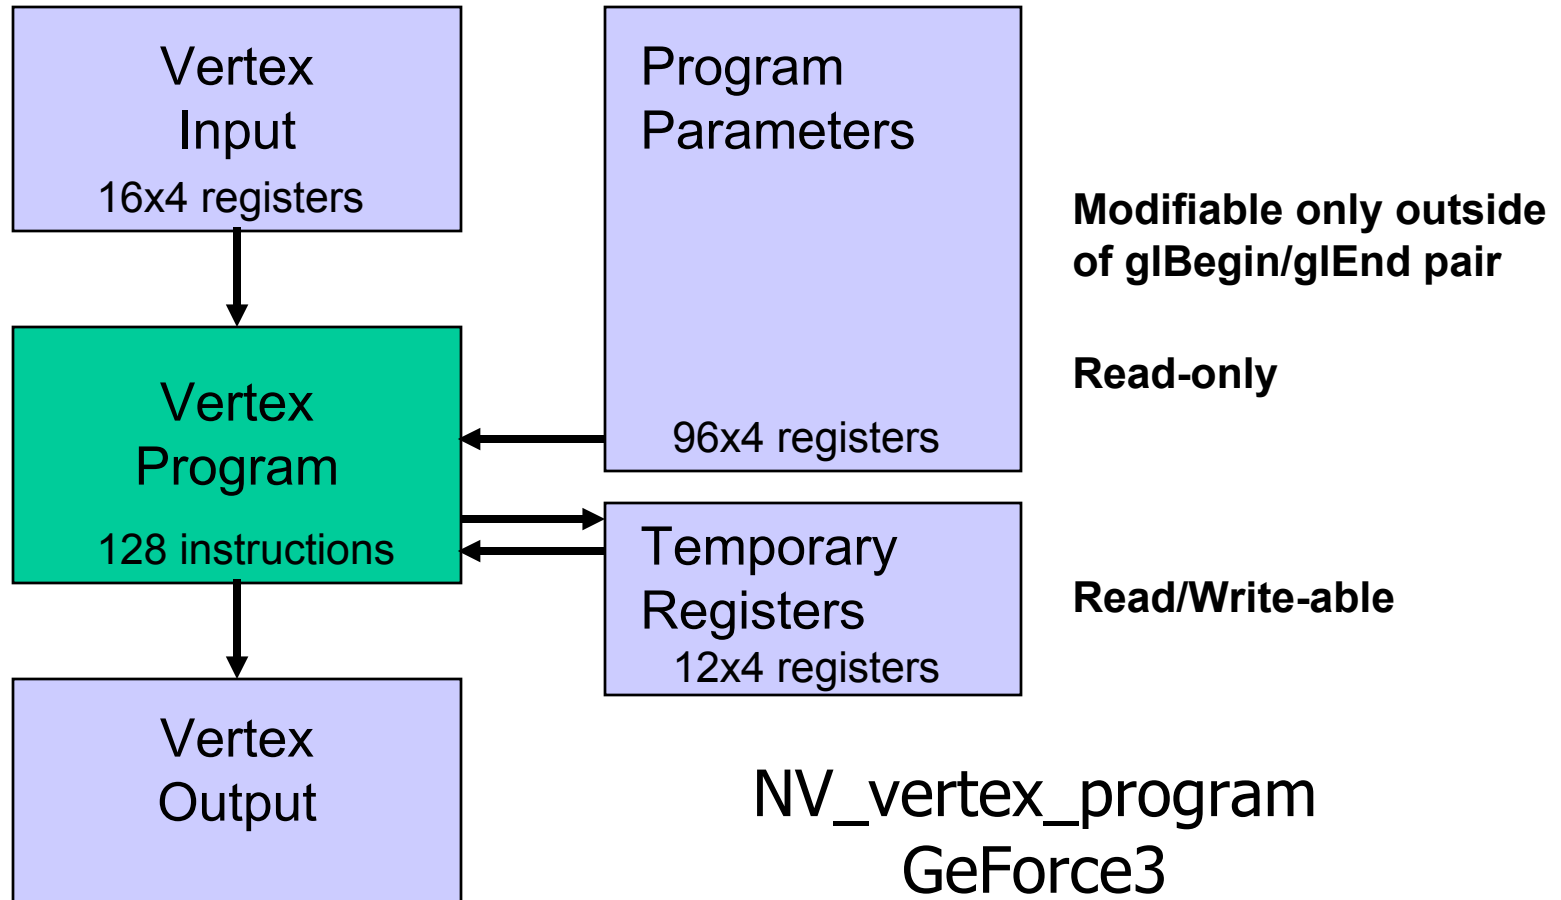 Vertex
Input
16x4 registers
Program
Parameters
96x4 registers
Modifiable only outside
of glBegin/glEnd pair
Read-only
Vertex
Program
128 instructions
Temporary
Registers
12x4 registers
Read/Write-able
Vertex
Output
NV_vertex_program
GeForce3